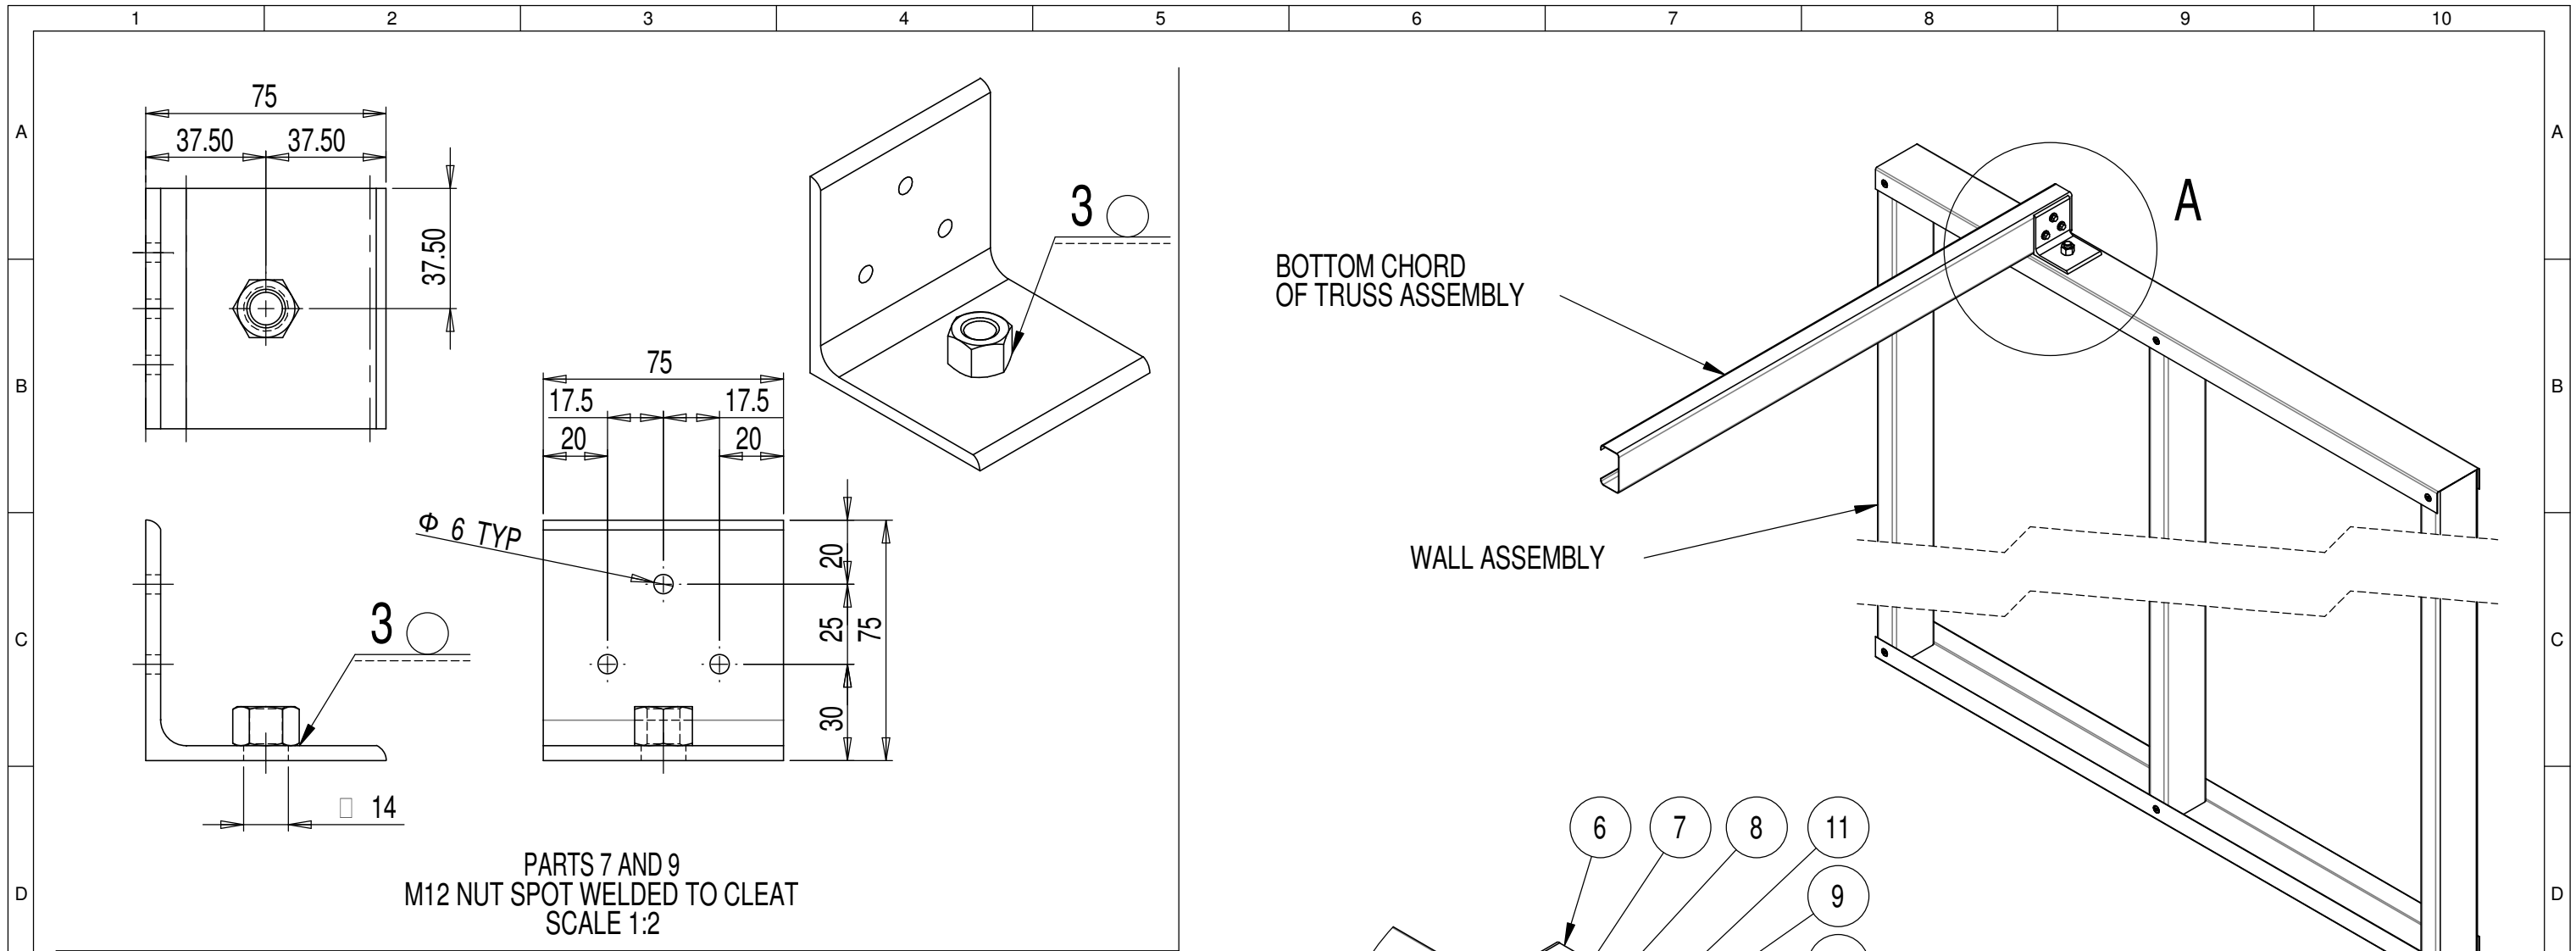 1 2 3 4 5 6 7 8 9 10
A
B
C
D
75
37.50 37.50
37.50
3
75
17.5 17.5
20 20
Φ 6 TYP
20
25
75
30
3
14
PARTS 7 AND 9
M12 NUT SPOT WELDED TO CLEAT
SCALE 1:2
A
BOTTOM CHORD
OF TRUSS ASSEMBLY
WALL ASSEMBLY
6 7 8 11
9
A
B
C
D